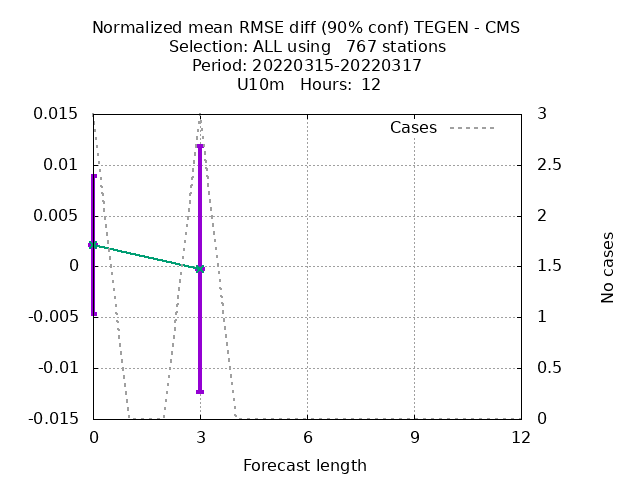 Normalized mean RMSE diff (90% conf) TEGEN - CMS
Selection: ALL using   767 stations
Period: 20220315-20220317
U10m   Hours:  12
0.015
0.01
0.005
0
-0.005
-0.01
-0.015
Cases
3
2.5
2
1.5
1
0.5
0
No cases
0 3 6 9 12
Forecast length